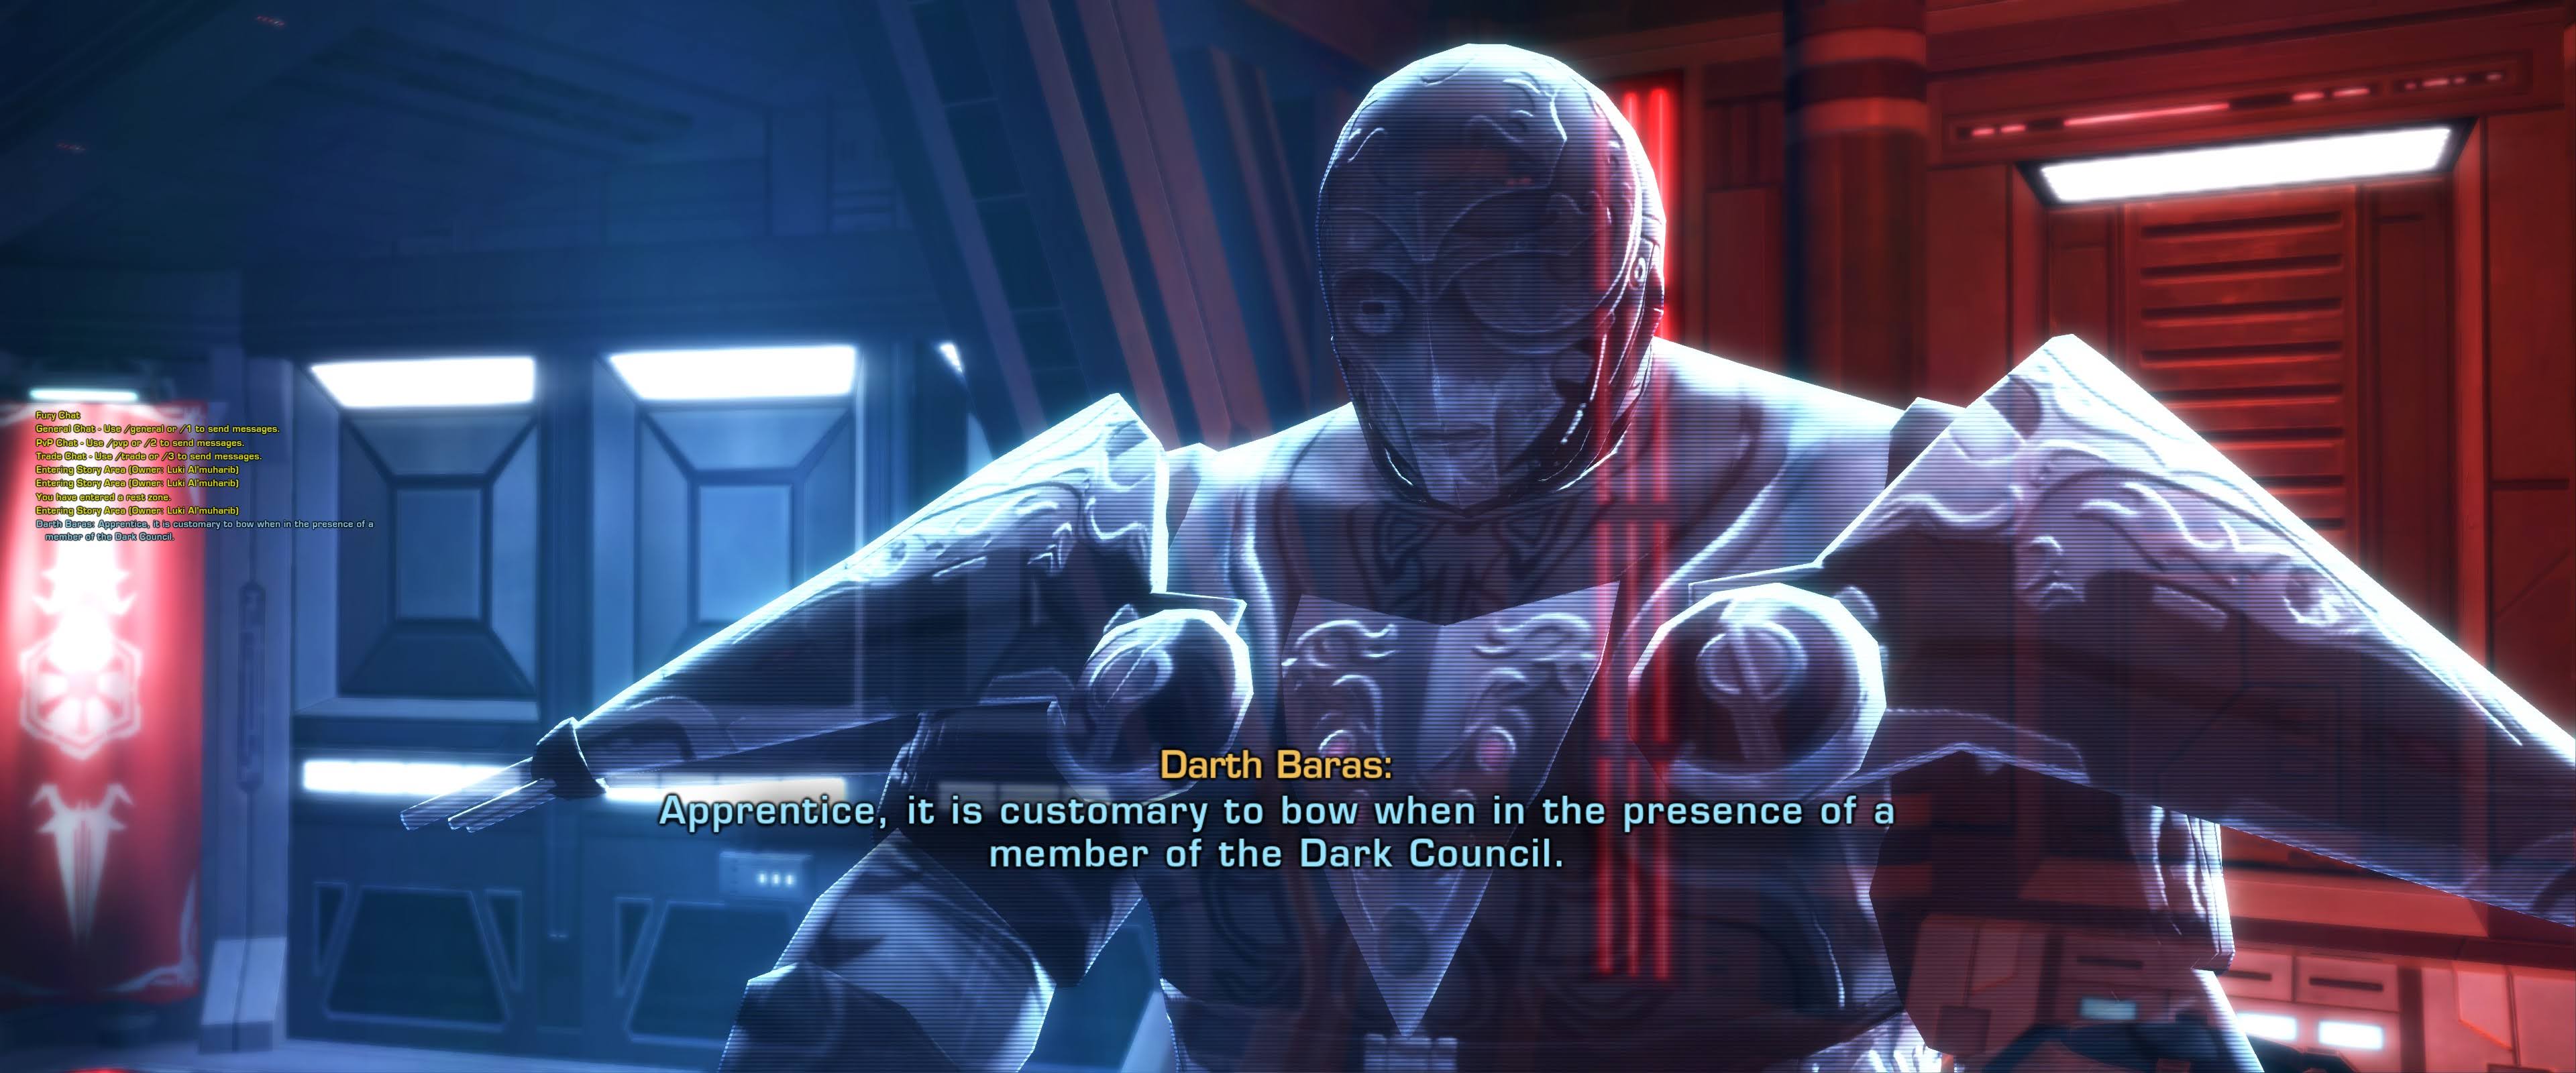 Fury Chat
General Chat - Use /general or /1 to send messages.
PvP Chat - Use /pvp or /2 to send messages.
Trade Chat - Use /trade or /3 to send messages.
Entering Story Area (Owner: Luki Al'muharib)
Entering Story Area (Owner: Luki Al'muharib)
You have entered a rest zone.
Entering Story Area (Owner: Luki Al'muharib)
Darth Baras: Apprentice, it is customary to bow when in the presence of a
member of the Dark Council.
Darth Baras:
Apprentice, it is customary to bow when in the presence of a
member of the Dark Council.